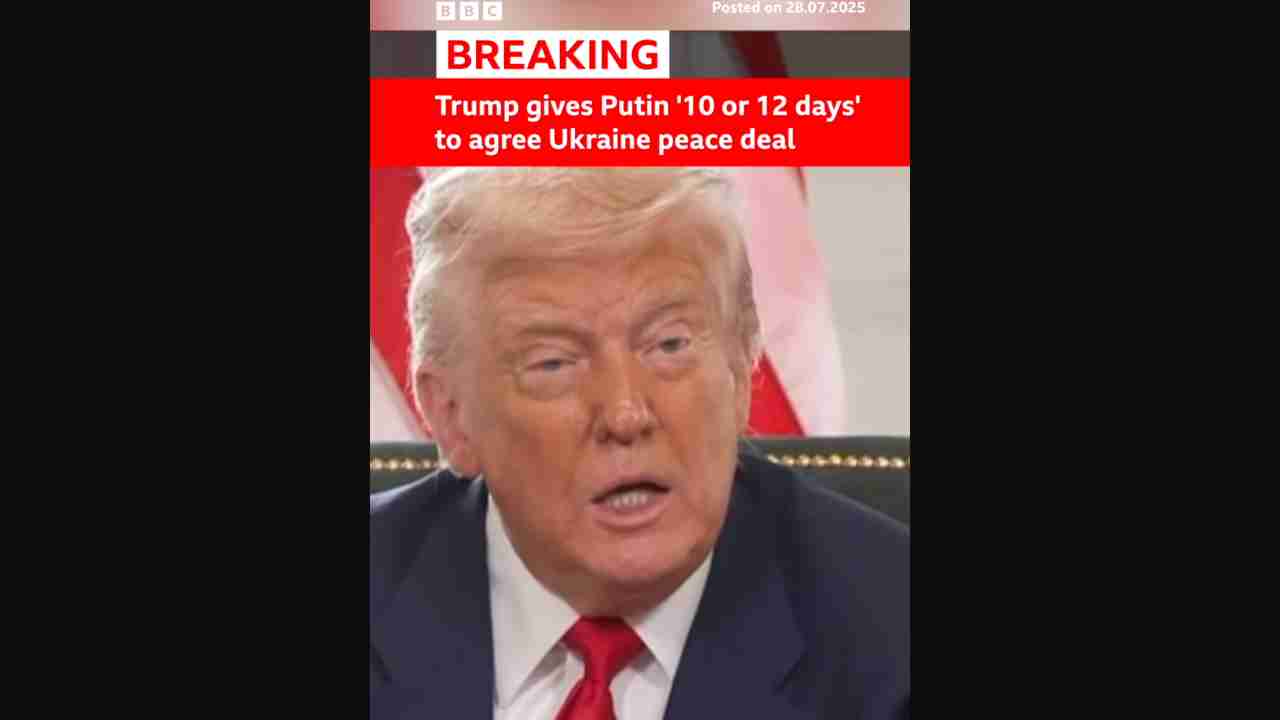 BBC
Posted on 28.07.2025
BREAKING
Trump gives Putin '10 or 12 days'
to agree Ukraine peace deal